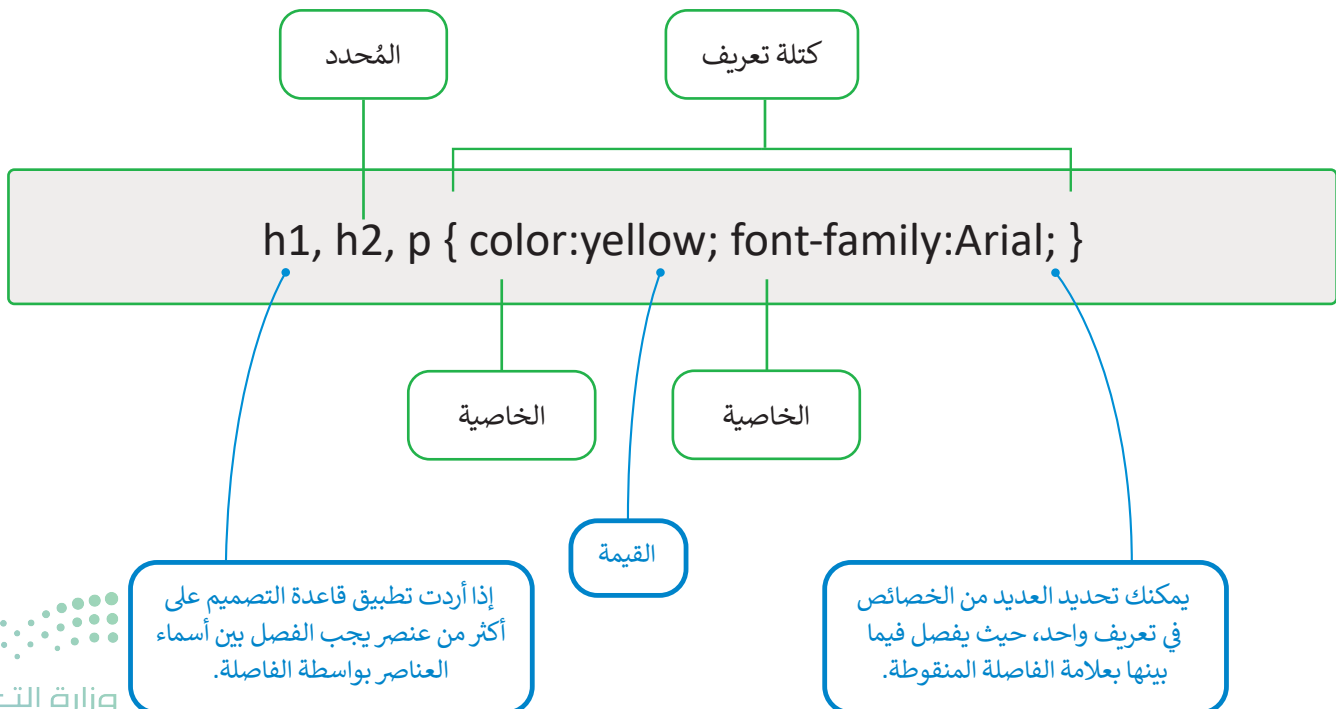 كتلة تعريف
المُحدد
h1, h2, p { color:yellow; font-family:Arial; }
الخاصية
الخاصية
القيمة
يمكنك تحديد العديد من الخصائص
في تعريف واحد، حيث يفصل فيما
بينها بعلامة الفاصلة المنقوطة.
إذا أردت تطبيق قاعدة التصميم على
أكثر من عنصر يجب الفصل بين أسماء
العناصر بواسطة الفاصلة.
وزارة